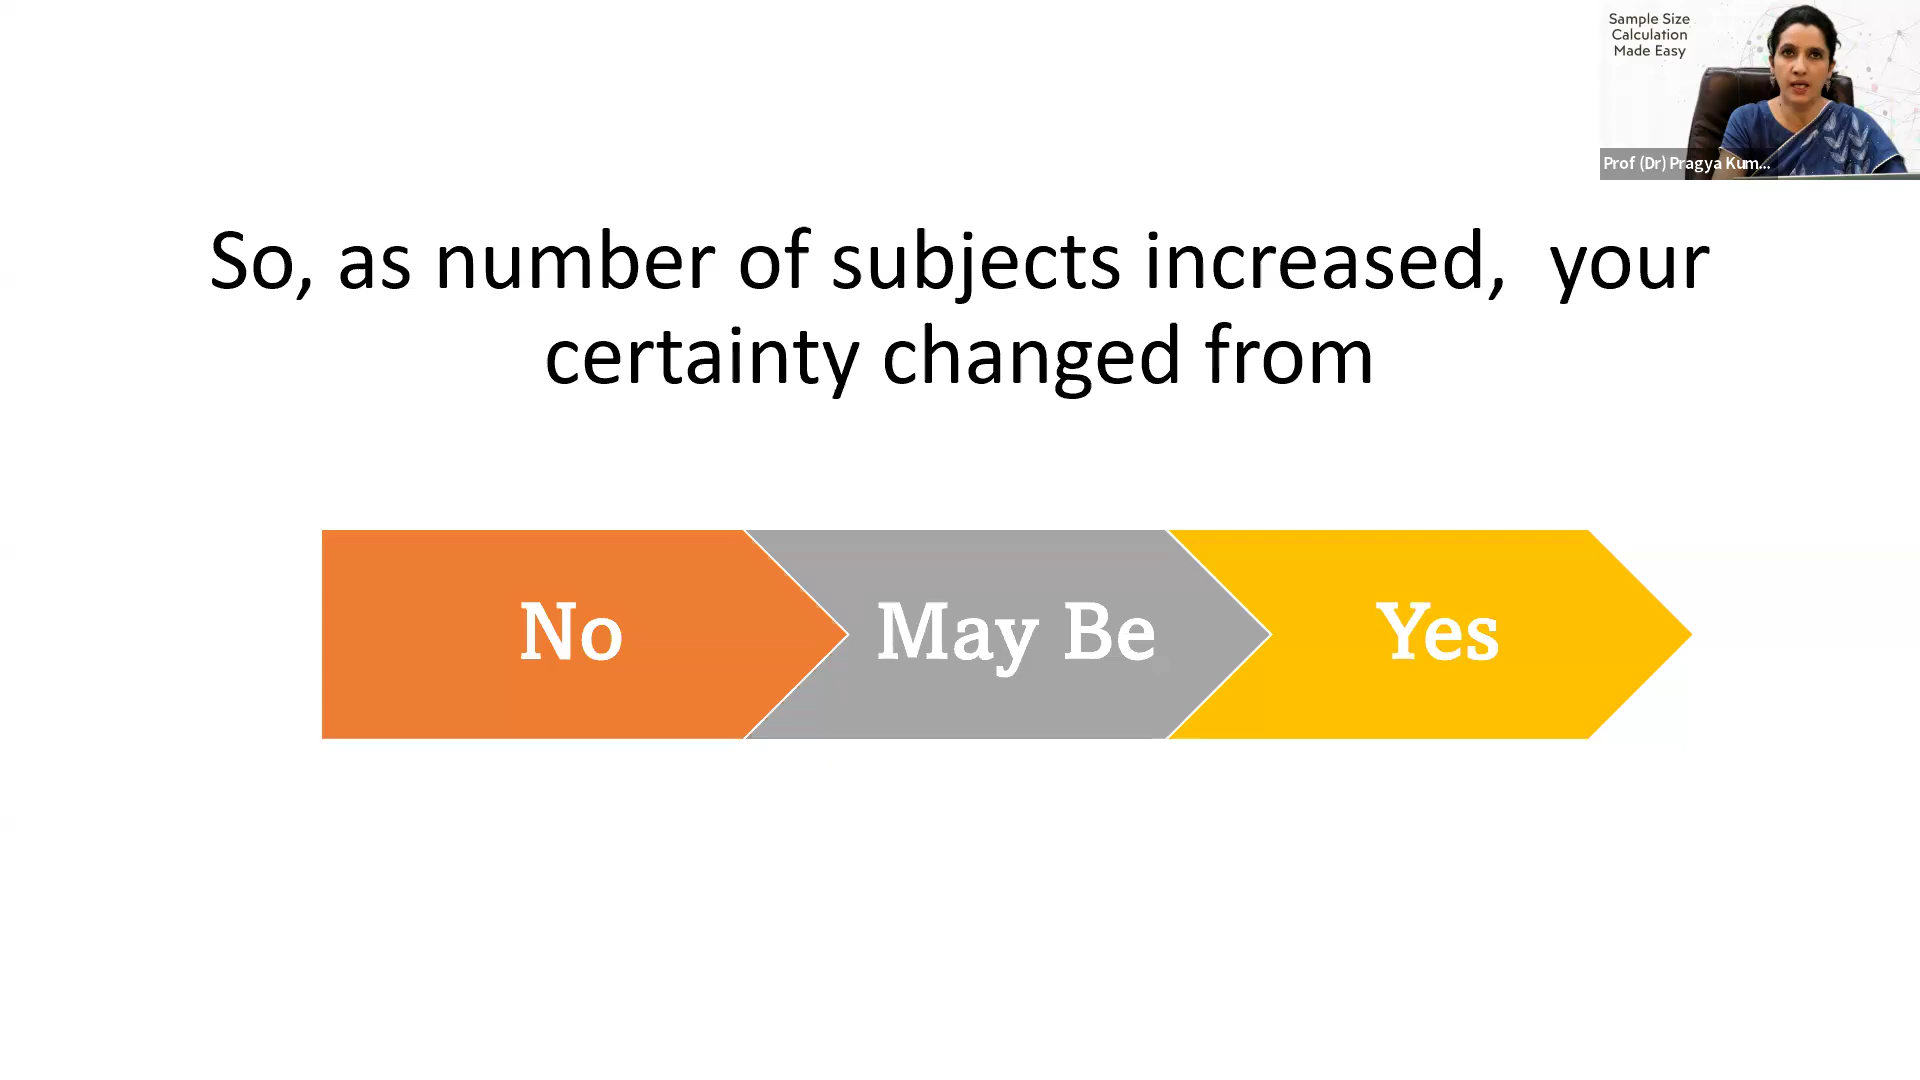 Sample Size
Calculation
Made Easy
Prof (Dr) Pragya Kum...
So, as number of subjects increased,  your
certainty changed from
No
May Be
Yes